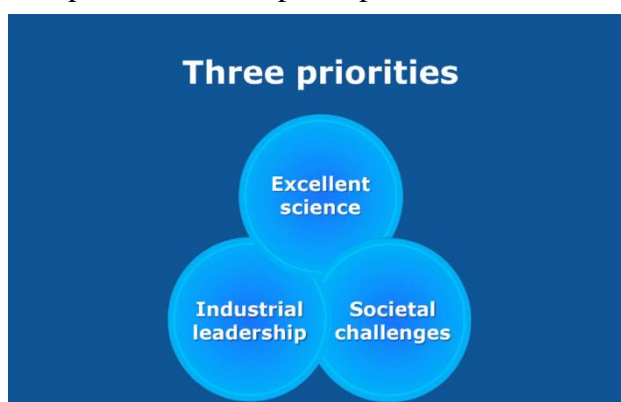 Three priorities
Excellent
science
Industrial
leadership
Societal
challenges